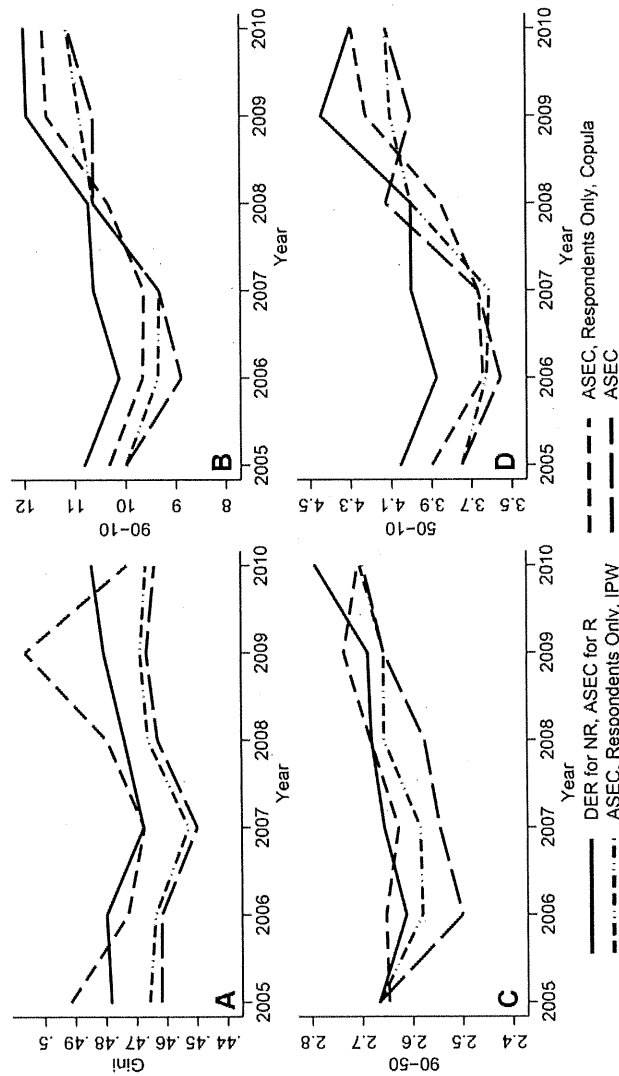 A
Gini
.5
.49
.48
.47
.46
.45
.44
2005 2006 2007 2008 2009 2010
Year
B
90-10
12
11
10
9
8
2005 2006 2007 2008 2009 2010
Year
C
90-50
2.8
2.7
2.6
2.5
2.4
2005 2006 2007 2008 2009 2010
Year
D
50-10
4.5
4.3
4.1
3.9
3.7
3.5
2005 2006 2007 2008 2009 2010
Year
DER for NR, ASEC for R
ASEC, Respondents Only, Copula
ASEC, Respondents Only, IPW
ASEC